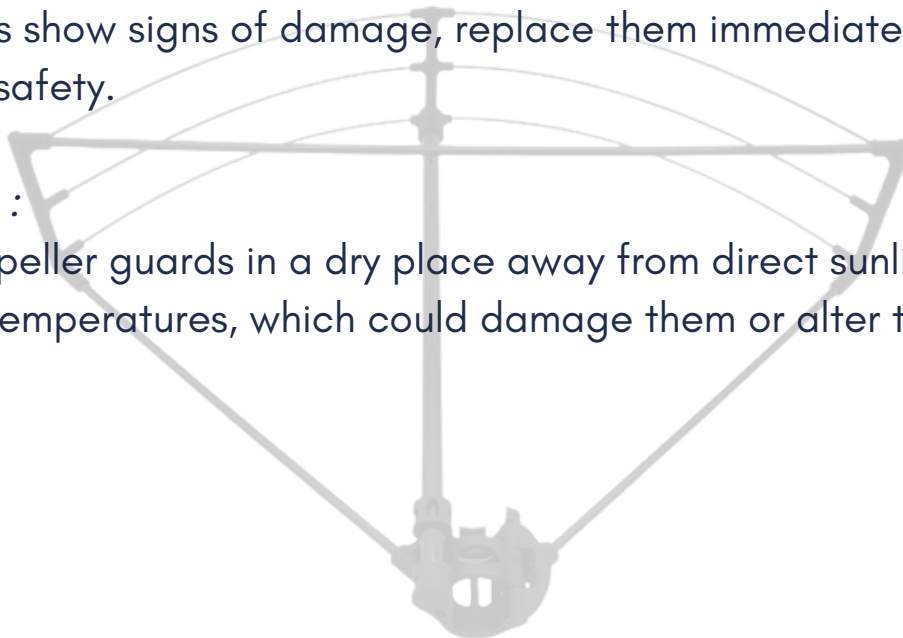 s show signs of damage, replace them immediate
safety.
:
peller guards in a dry place away from direct sunli
temperatures, which could damage them or alter t